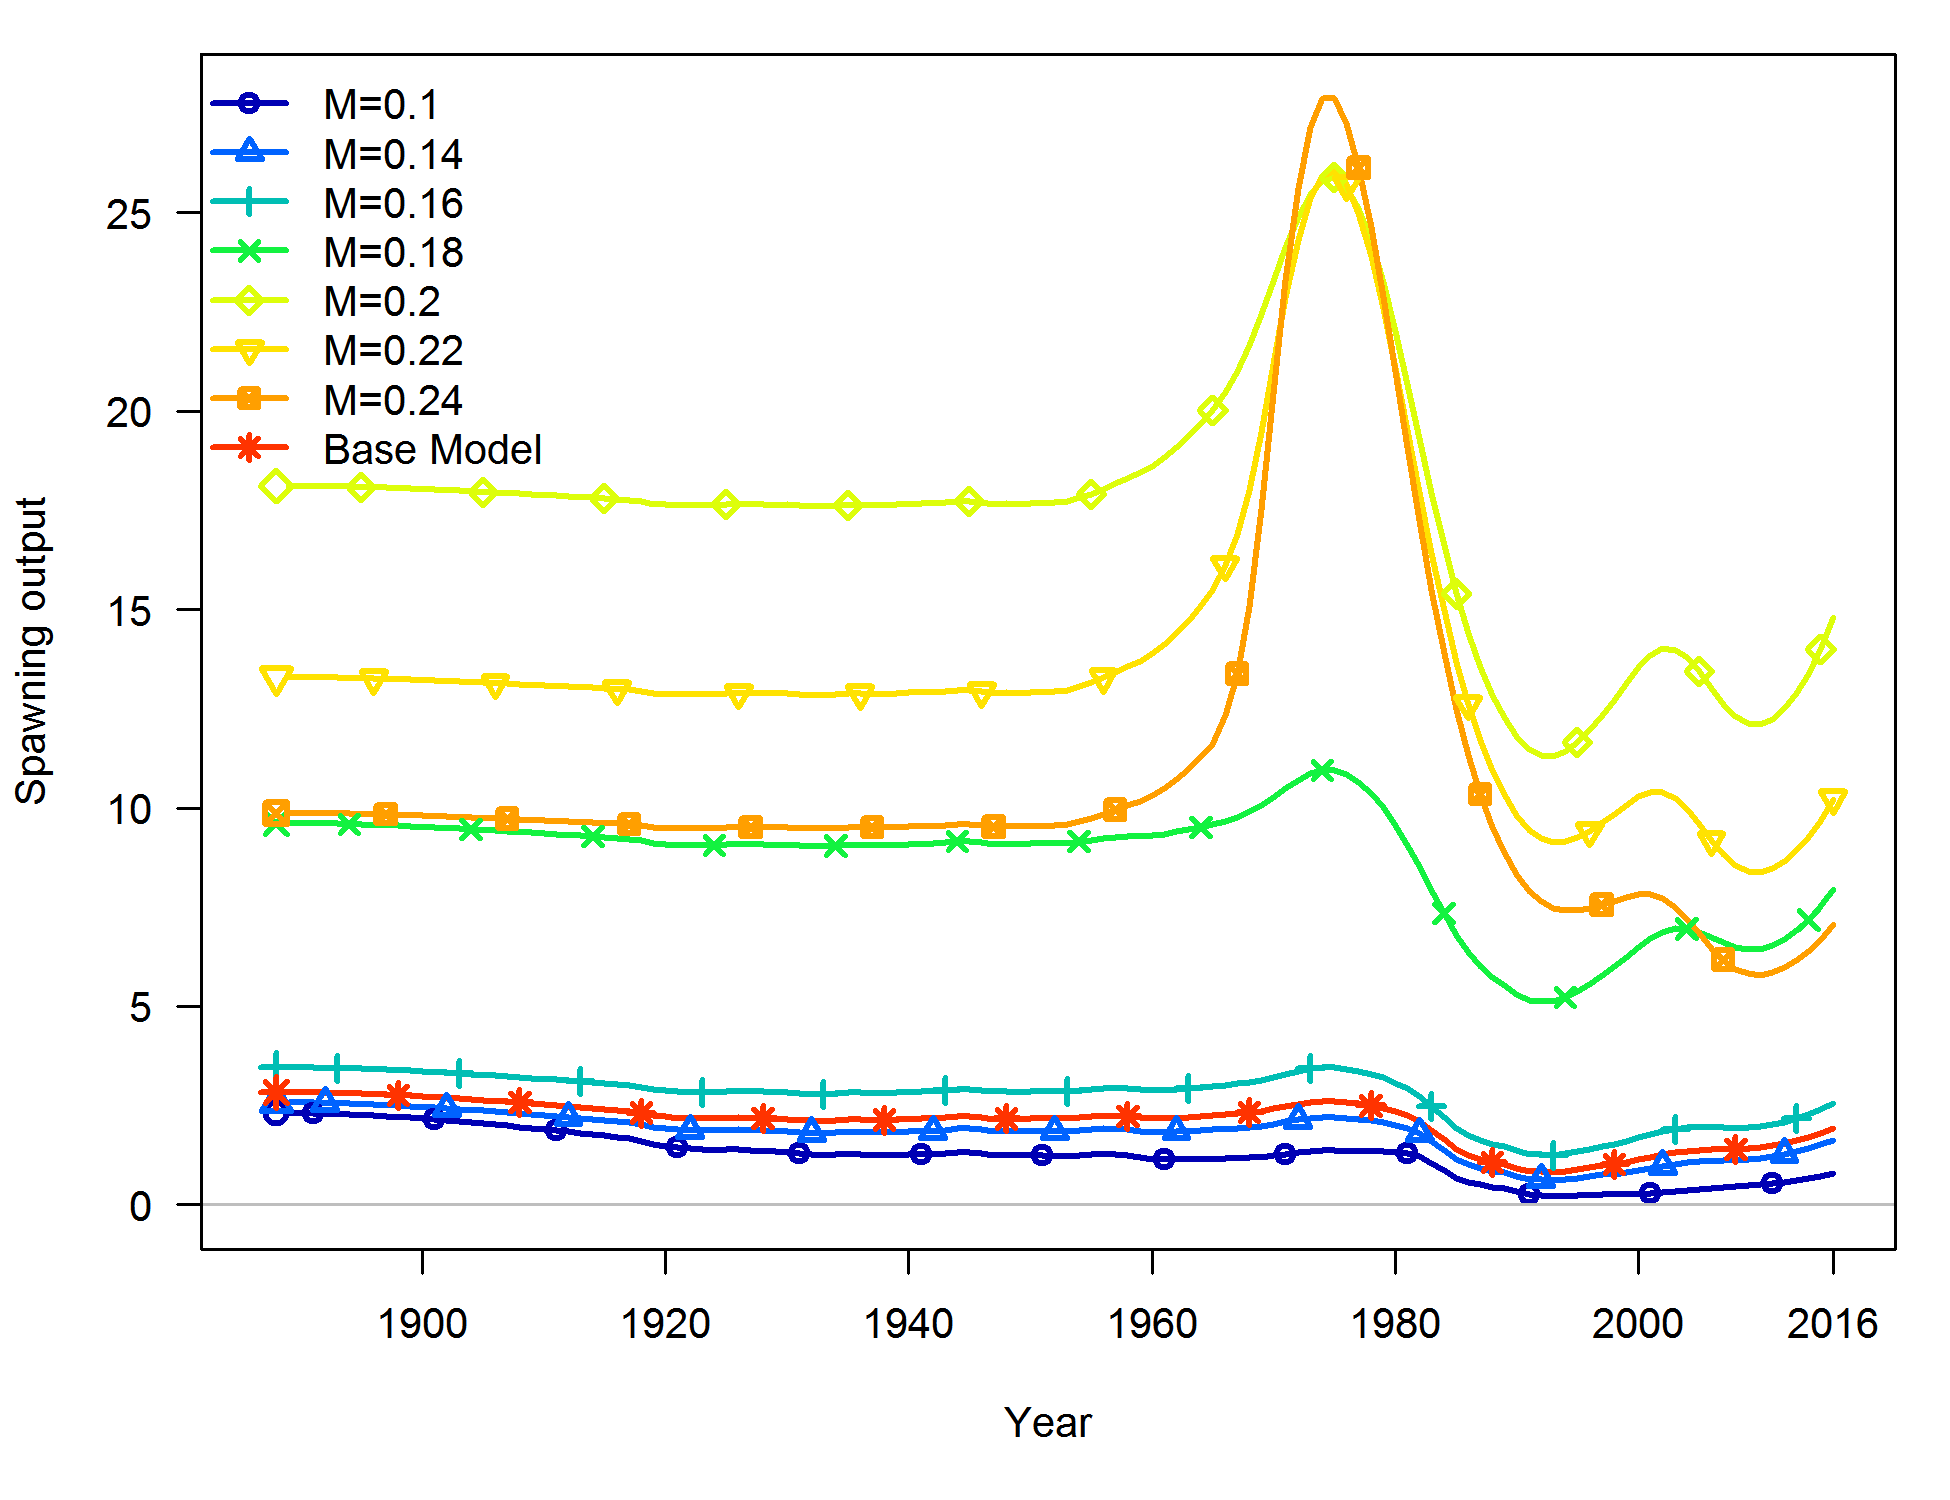 M=0.1
M=0.14
M=0.16
M=0.18
M=0.2
M=0.22
M=0.24
Base Model
Spawning output
25
20
15
10
5
0
1900 1920 1940 1960 1980 2000 2016
Year